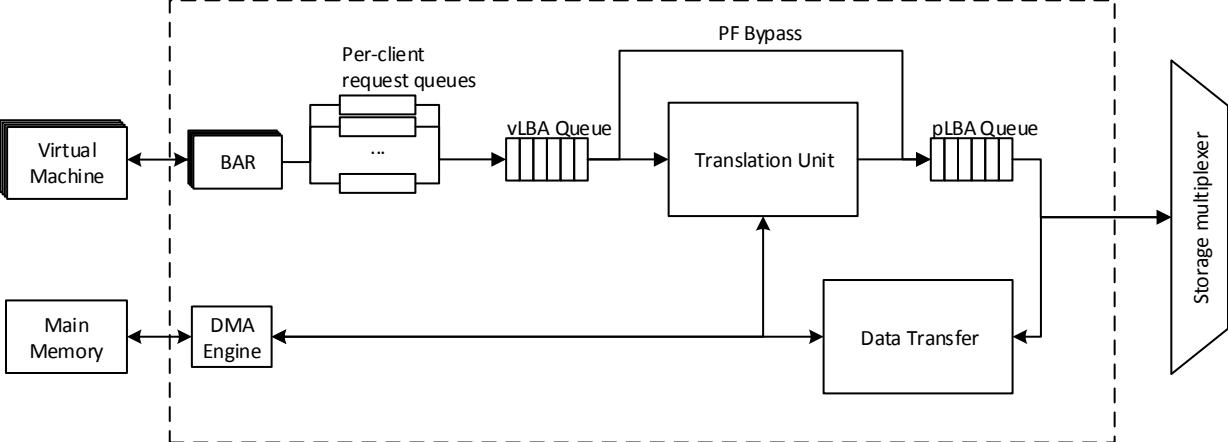 PF Bypass
Per-client
request queues
vLBA Queue
pLBA Queue
Virtual
Machine
BAR
...
Translation Unit
Storage multiplexer
Main
Memory
DMA
Engine
Data Transfer